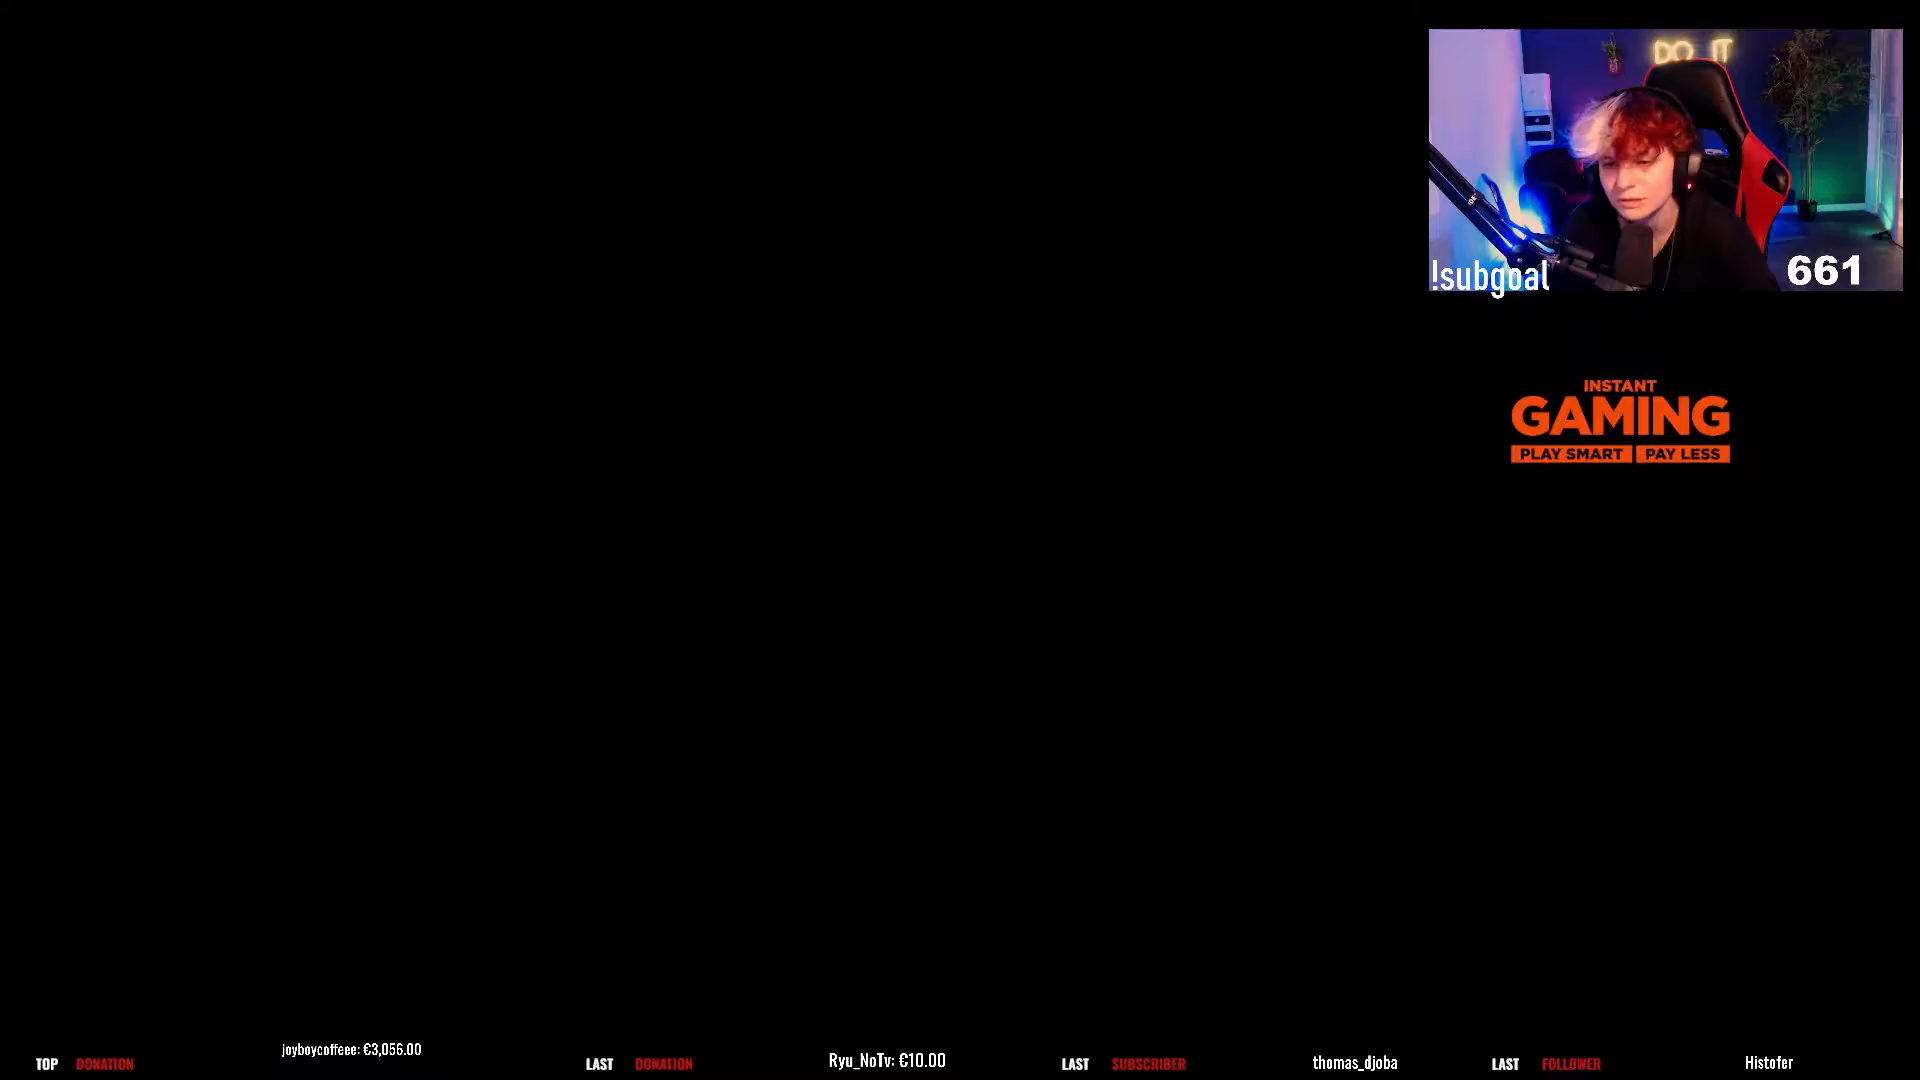 DO IT
!subgoal
661
INSTANT
GAMING
PLAY SMART PAY LESS
TOP DONATION joyboycoffeee: €3,056.00 LAST DONATION Ryu_NoTv: €10.00 LAST SUBSCRIBER thomas_djoba LAST FOLLOWER Histofer